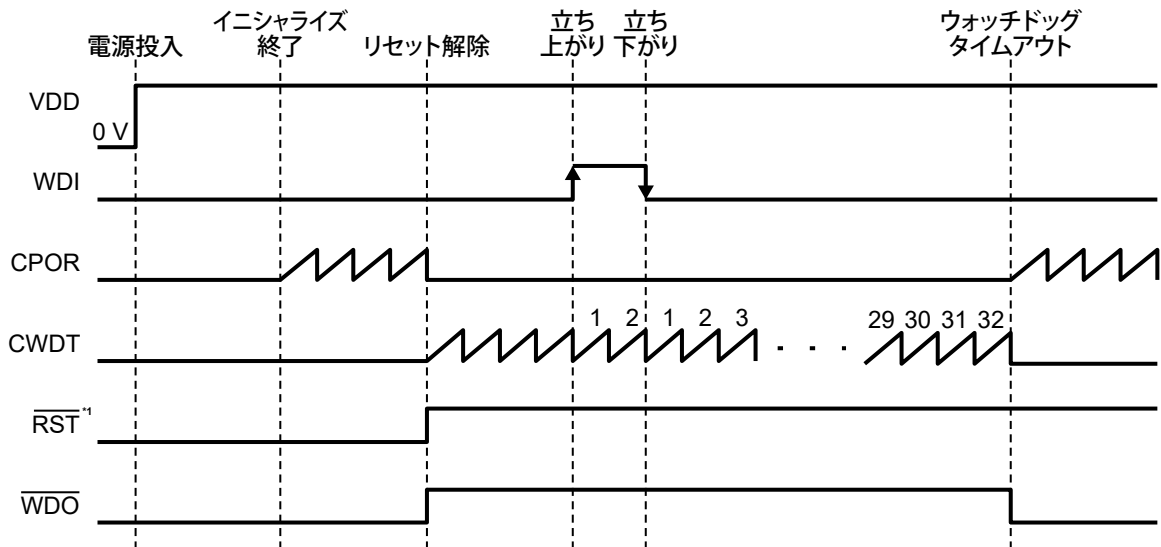 電源投入
イニシャライズ
終了
リセット解除
立ち
上がり
立ち
下がり
ウォッチドッグ
タイムアウト
VDD
0 V
WDI
CPOR
CWDT
1 2 1 2 3 · · · 29 30 31 32
RST*1
WDO